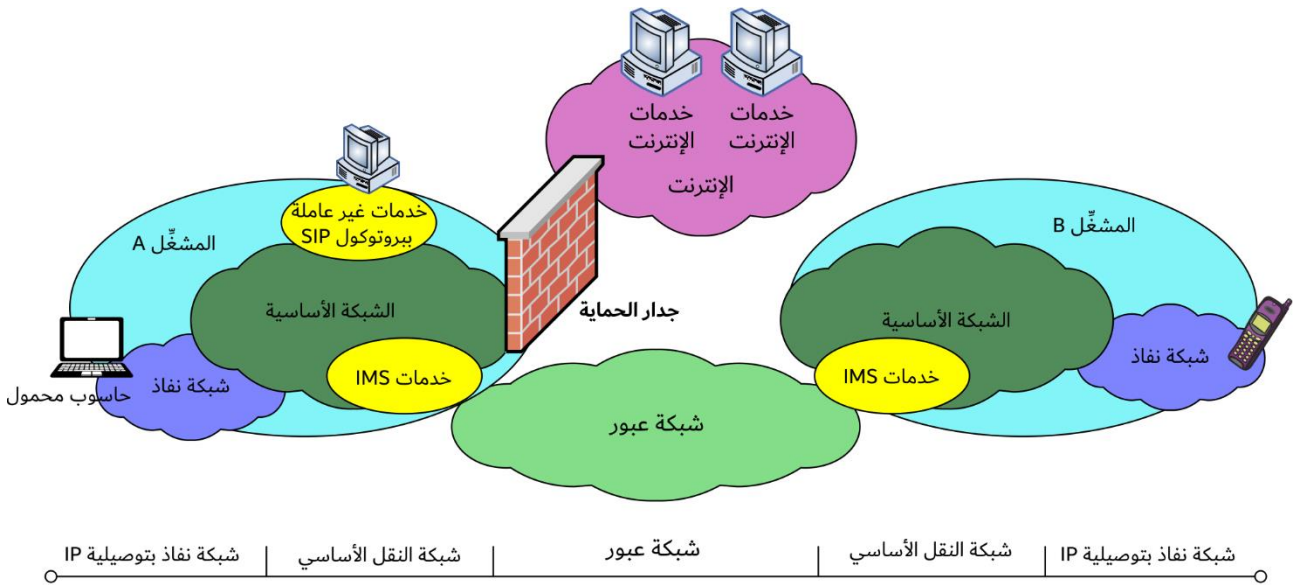 خدمات
الإنترنت
خدمات
الإنترنت
الإنترنت
خدمات غير عاملة
ببروتوكول SIP
المشغِّل A
المشغِّل B
الشبكة الأساسية
جدار الحماية
الشبكة الأساسية
شبكة نفاذ
خدمات IMS
خدمات IMS
شبكة نفاذ
حاسوب محمول
شبكة عبور
شبكة نفاذ بتوصيلية IP
شبكة النقل الأساسي
شبكة عبور
شبكة النقل الأساسي
شبكة نفاذ بتوصيلية IP